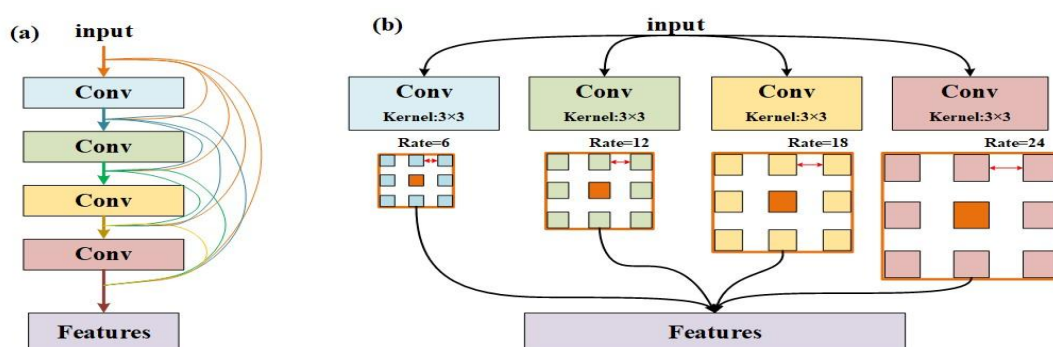 (a)
input
Conv
Conv
Conv
Conv
Features
(b)
input
Conv
Kernel:3×3
Conv
Kernel:3×3
Conv
Kernel:3×3
Conv
Kernel:3×3
Rate=6
Rate=12
Rate=18
Rate=24
Features